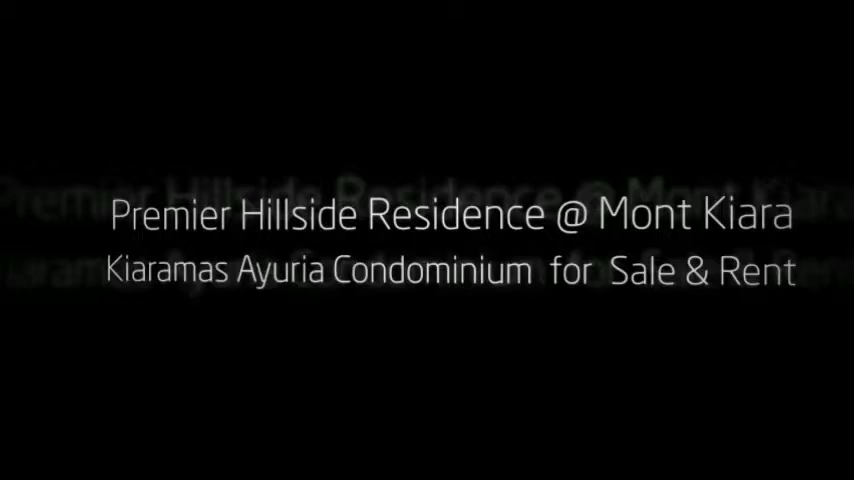 Premier Hillside Residence @ Mont Kiara
Kiaramas Ayuria Condominium for Sale & Rent